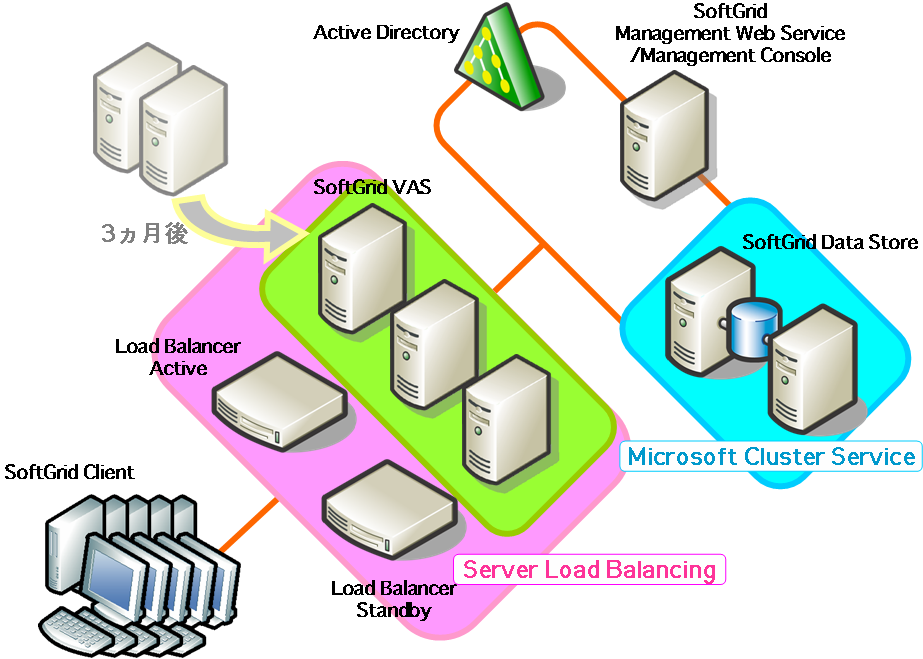 Active Directory
SoftGrid
Management Web Service
/Management Console
SoftGrid VAS
3ヵ月後
SoftGrid Data Store
Load Balancer
Active
Microsoft Cluster Service
SoftGrid Client
Server Load Balancing
Load Balancer
Standby